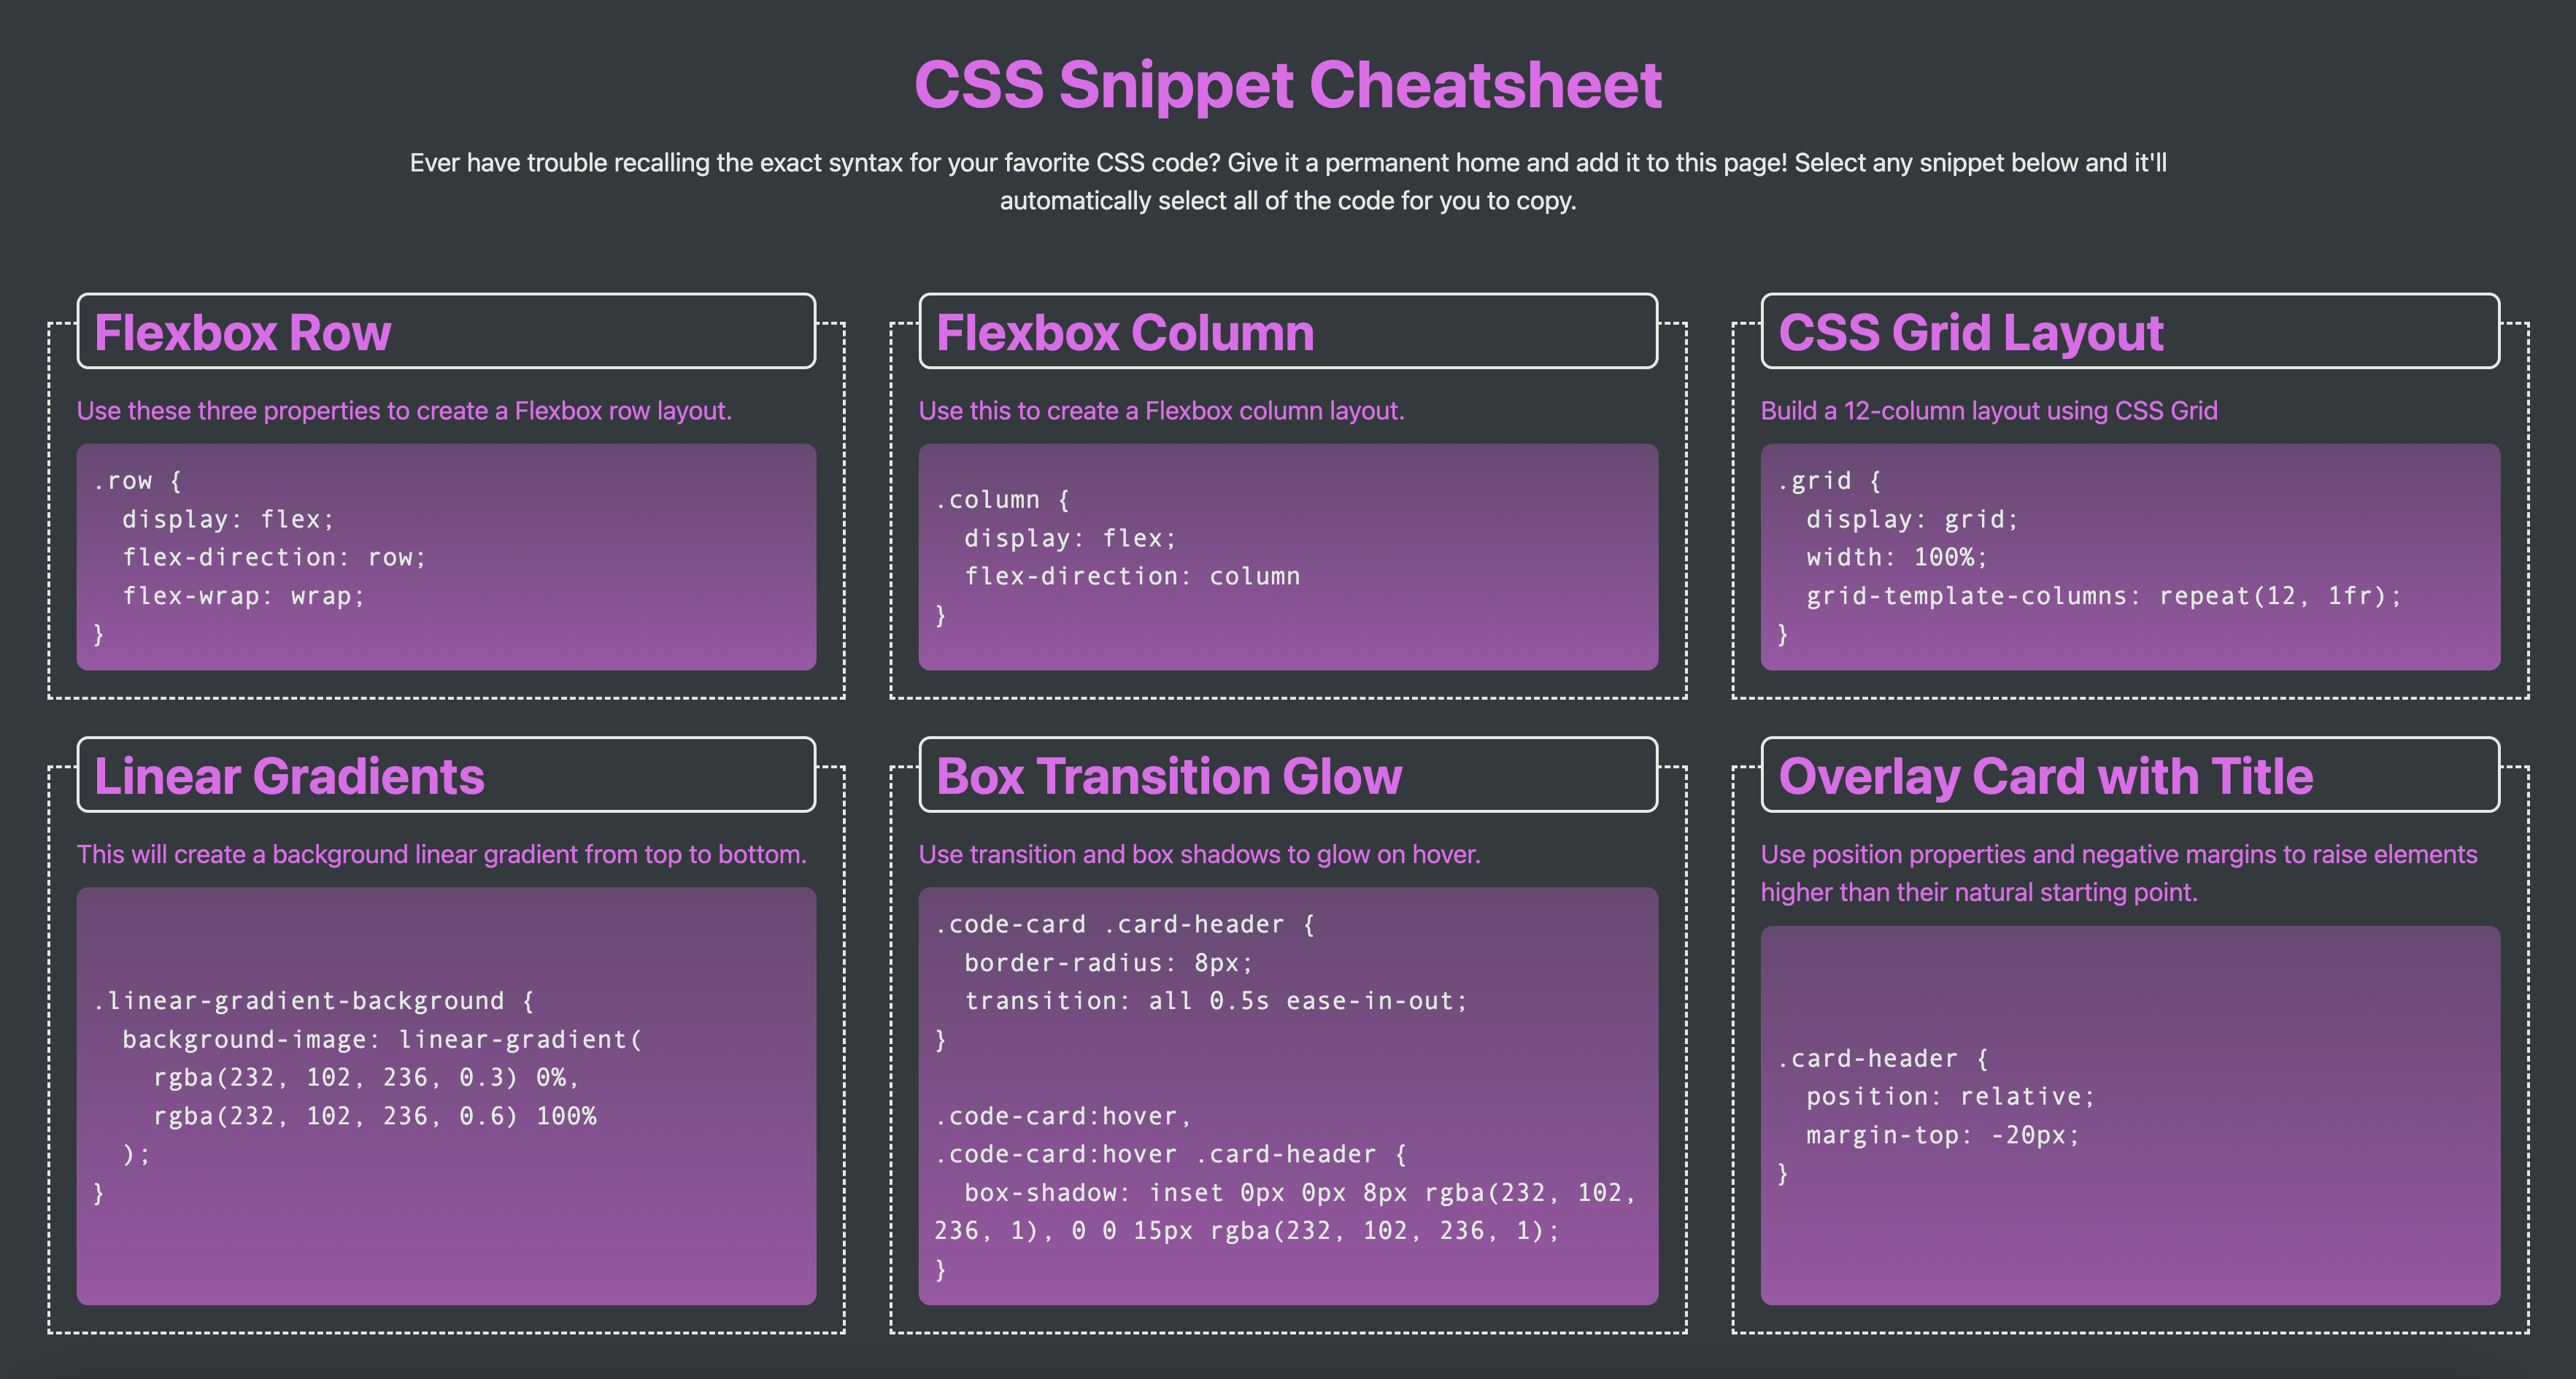 CSS Snippet Cheatsheet
Ever have trouble recalling the exact syntax for your favorite CSS code? Give it a permanent home and add it to this page! Select any snippet below and it'll
automatically select all of the code for you to copy.
Flexbox Row
Use these three properties to create a Flexbox row layout.
.row {
  display: flex;
  flex-direction: row;
  flex-wrap: wrap;
}
Flexbox Column
Use this to create a Flexbox column layout.
.column {
  display: flex;
  flex-direction: column
}
CSS Grid Layout
Build a 12-column layout using CSS Grid
.grid {
  display: grid;
  width: 100%;
  grid-template-columns: repeat(12, 1fr);
}
Linear Gradients
This will create a background linear gradient from top to bottom.
.linear-gradient-background {
  background-image: linear-gradient(
    rgba(232, 102, 236, 0.3) 0%,
    rgba(232, 102, 236, 0.6) 100%
  );
}
Box Transition Glow
Use transition and box shadows to glow on hover.
.code-card .card-header {
  border-radius: 8px;
  transition: all 0.5s ease-in-out;
}
.code-card:hover,
.code-card:hover .card-header {
  box-shadow: inset 0px 0px 8px rgba(232, 102,
236, 1), 0 0 15px rgba(232, 102, 236, 1);
}
Overlay Card with Title
Use position properties and negative margins to raise elements
higher than their natural starting point.
.card-header {
  position: relative;
  margin-top: -20px;
}